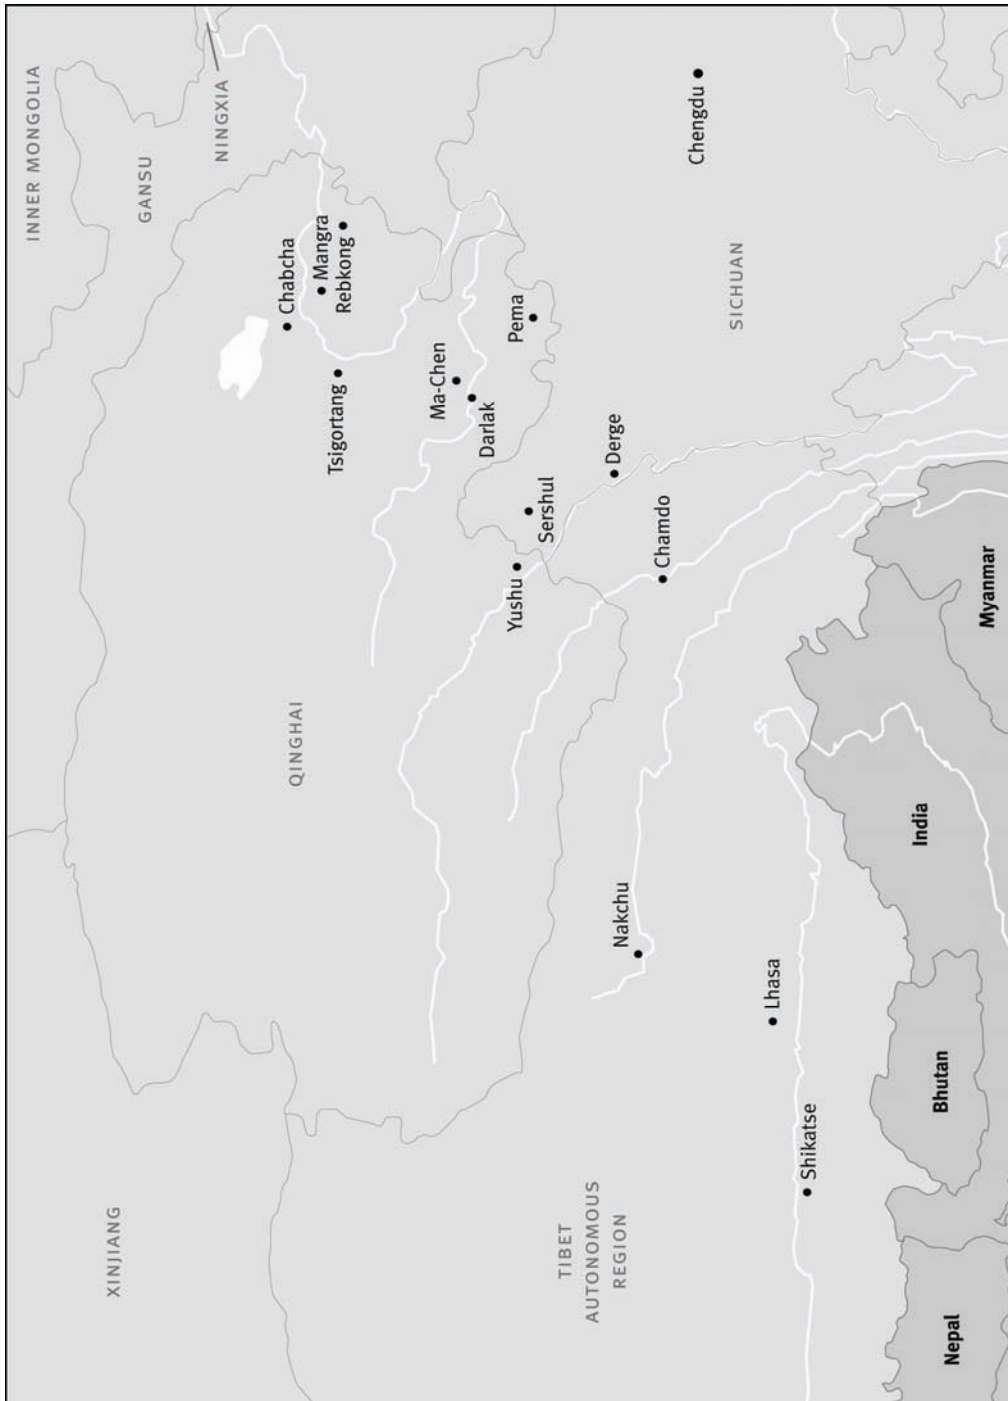 INNER MONGOLIA
GANSU
NINGXIA
XINJIANG
QINGHAI
Chabcha
Mangra
Rebkong
Tsigortang
Ma-Chen
Darlak
Pema
Sershul
Yushu
Derge
Chamdo
Chengdu
SICHUAN
Nakchu
Lhasa
Shikatse
TIBET
AUTONOMOUS
REGION
Nepal
Bhutan
India
Myanmar